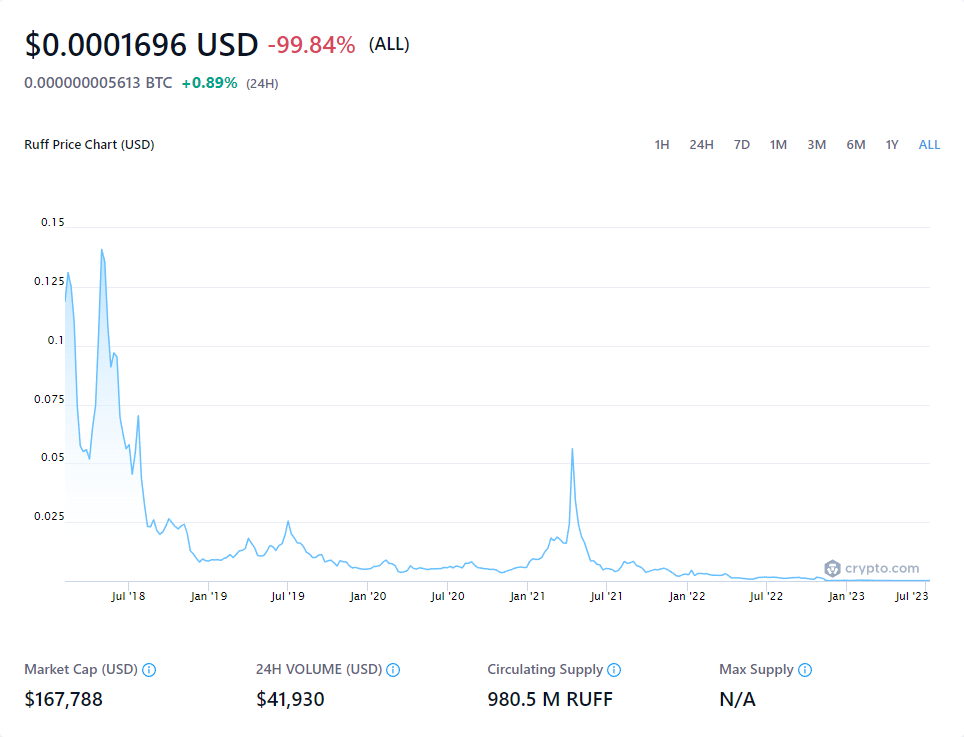 $0.0001696 USD -99.84% (ALL)
0.000000005613 BTC +0.89% (24H)
Ruff Price Chart (USD) 1H 24H 7D 1M 3M 6M 1Y ALL
0.15
0.125
0.1
0.075
0.05
0.025
crypto.com
Jul '18 Jan '19 Jul '19 Jan '20 Jul '20 Jan '21 Jul '21 Jan '22 Jul '22 Jan '23 Jul '23
Market Cap (USD) 24H VOLUME (USD) Circulating Supply Max Supply
$167,788 $41,930 980.5 M RUFF N/A